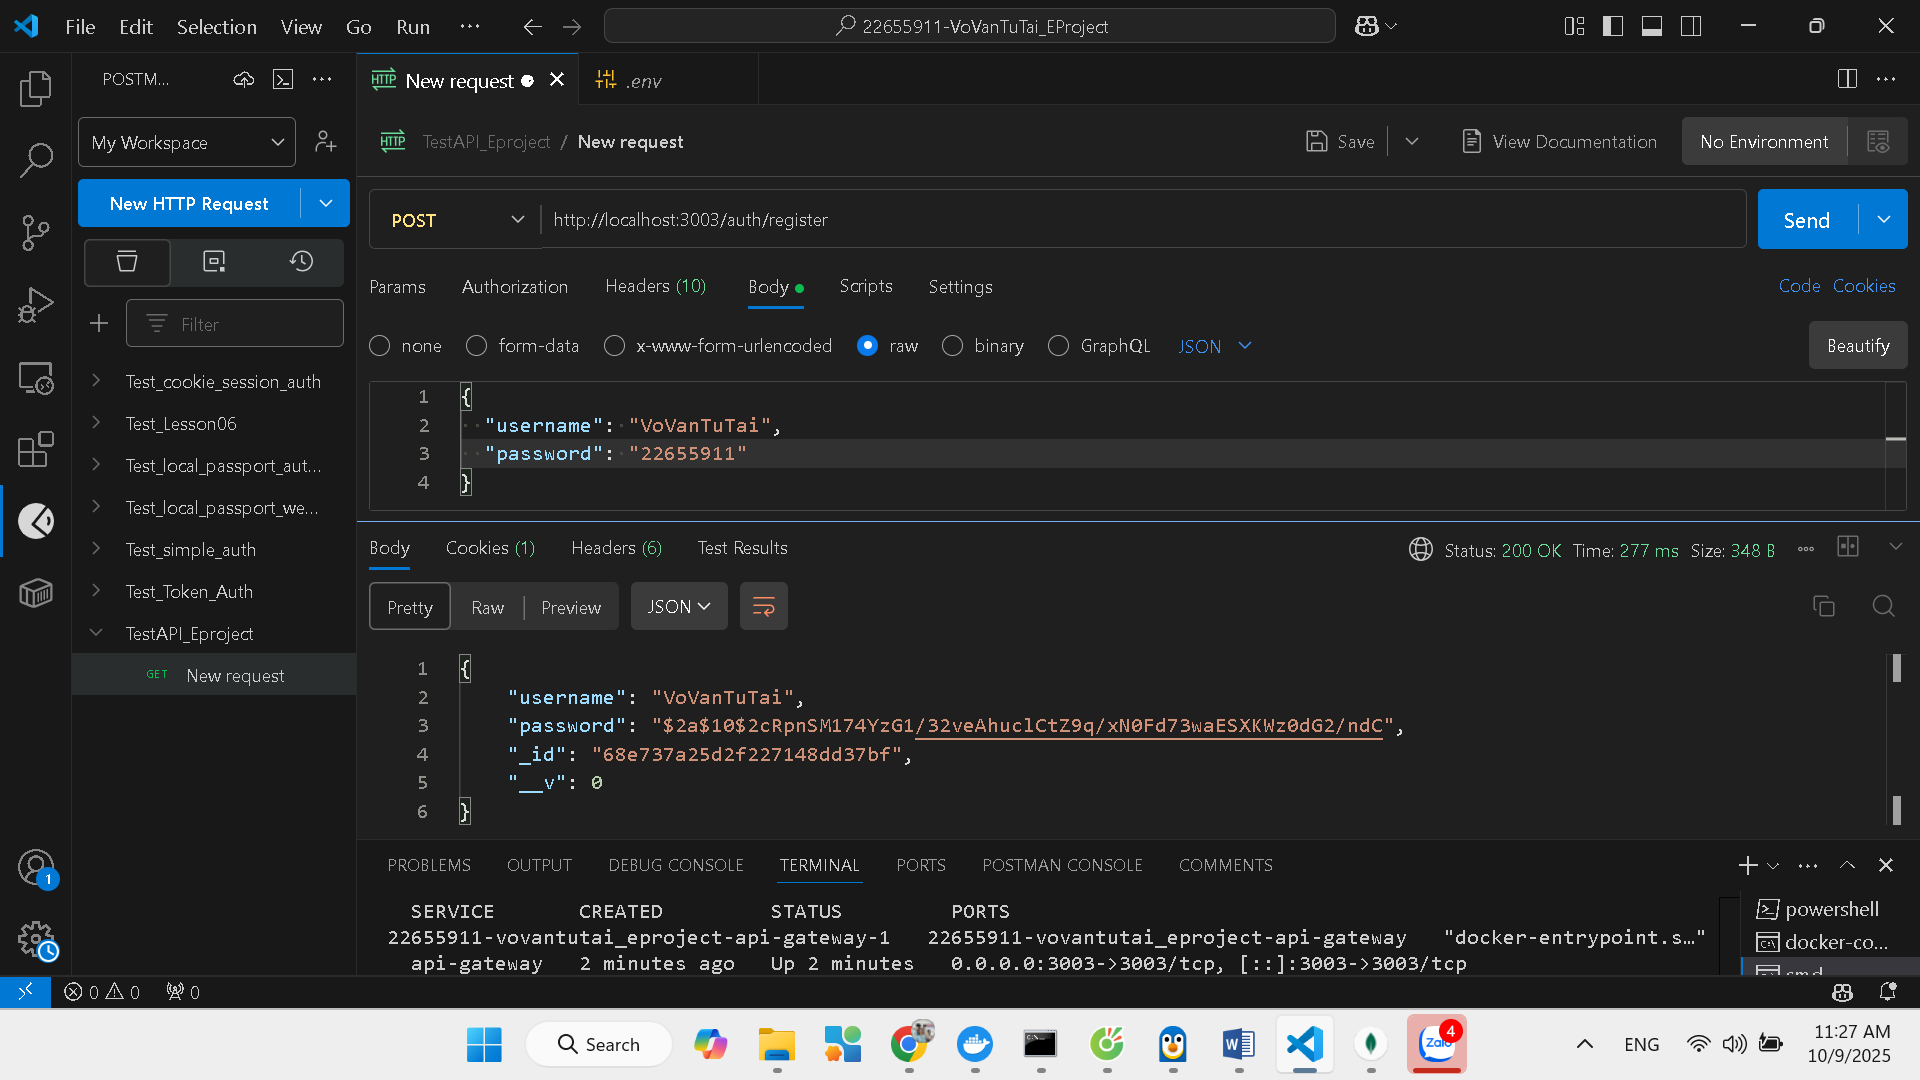 File Edit Selection View Go Run ··· 22655911-VoVanTuTai_EProject
POSTM...
New request
.env
My Workspace
TestAPI_Eproject / New request
Save
View Documentation
No Environment
New HTTP Request
POST
http://localhost:3003/auth/register
Send
Params Authorization Headers (10) Body Scripts Settings
Code Cookies
Filter
none form-data x-www-form-urlencoded raw binary GraphQL JSON
Beautify
Test_cookie_session_auth
Test_Lesson06
Test_local_passport_aut...
Test_local_passport_we...
Test_simple_auth
Test_Token_Auth
TestAPI_Eproject
GET New request
1 {
2 "username": "VoVanTuTai",
3 "password": "22655911"
4 }
Body Cookies (1) Headers (6) Test Results
Status: 200 OK Time: 277 ms Size: 348 B
Pretty Raw Preview JSON
1 {
2 "username": "VoVanTuTai",
3 "password": "$2a$10$2cRpnSM174YzG1/32veAhuclCtZ9q/xN0Fd73waESXKWz0dG2/ndC",
4 "_id": "68e737a25d2f227148dd37bf",
5 "__v": 0
6 }
PROBLEMS OUTPUT DEBUG CONSOLE TERMINAL PORTS POSTMAN CONSOLE COMMENTS
SERVICE CREATED STATUS PORTS
22655911-vovantutai_eproject-api-gateway-1 22655911-vovantutai_eproject-api-gateway "docker-entrypoint.s…"
api-gateway 2 minutes ago Up 2 minutes 0.0.0.0:3003->3003/tcp, [::]:3003->3003/tcp
powershell
docker-co...
cmd
1
0 0 0
Search
Zalo
4
ENG
11:27 AM
10/9/2025